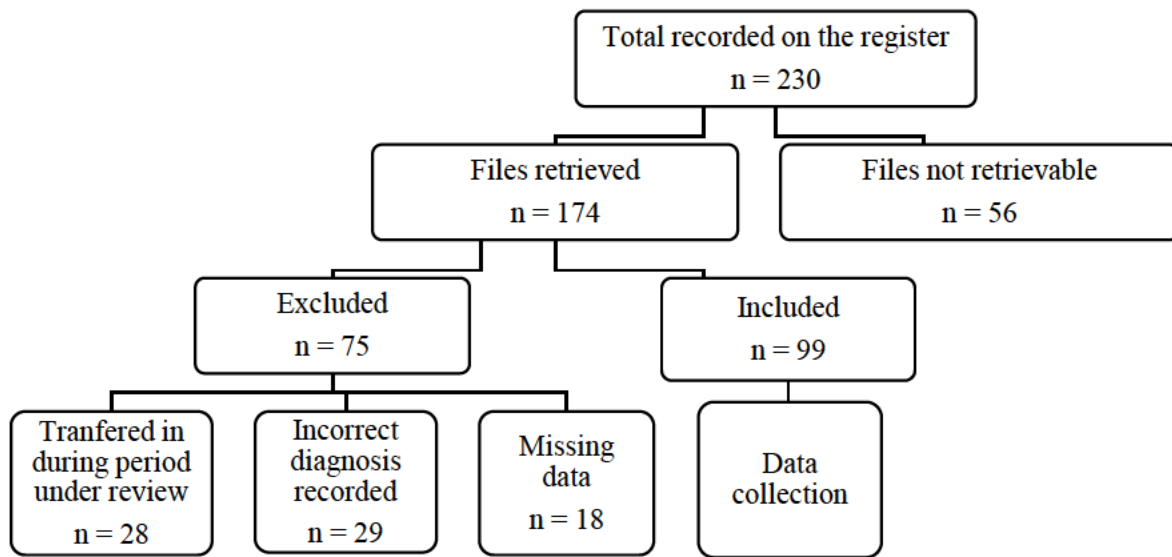 Total recorded on the register
n = 230
Files retrieved
n = 174
Files not retrievable
n = 56
Excluded
n = 75
Included
n = 99
Tranfered in
during period
under review
n = 28
Incorrect
diagnosis
recorded
n = 29
Missing
data
n = 18
Data
collection